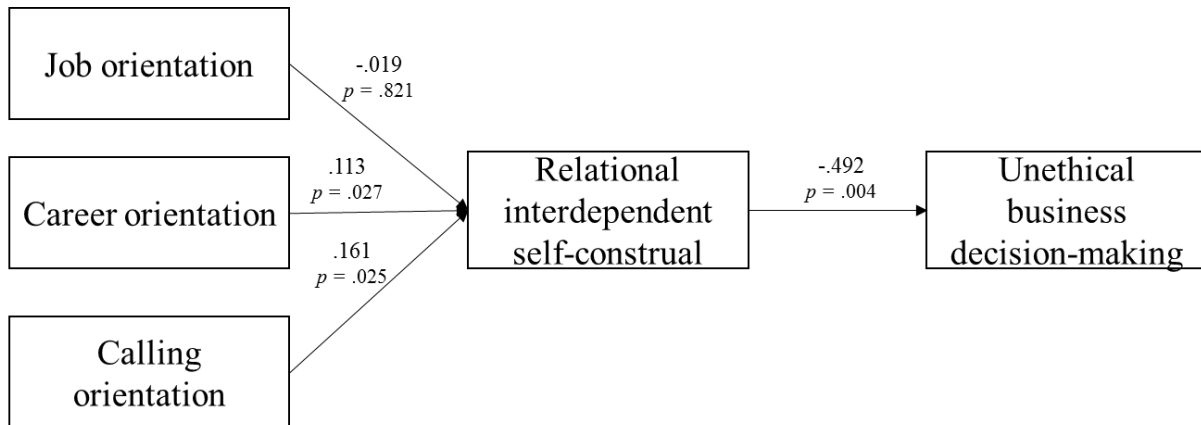 Job orientation
-.019
p = .821
Career orientation
.113
p = .027
Calling
orientation
.161
p = .025
Relational
interdependent
self-construal
-.492
p = .004
Unethical
business
decision-making